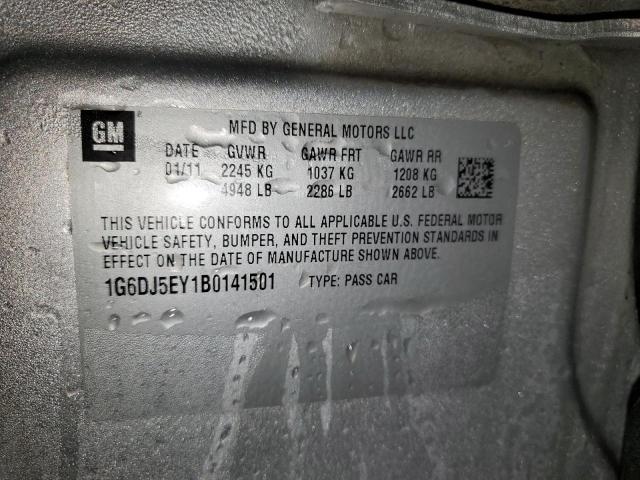 GM
MFD BY GENERAL MOTORS LLC
DATE GVWR GAWR FRT GAWR RR
01/11 2245 KG 1037 KG 1208 KG
4948 LB 2286 LB 2662 LB
THIS VEHICLE CONFORMS TO ALL APPLICABLE U.S. FEDERAL MOTOR
VEHICLE SAFETY, BUMPER, AND THEFT PREVENTION STANDARDS IN
EFFECT ON THE DATE OF MANUFACTURE SHOWN ABOVE.
1G6DJ5EY1B0141501 TYPE: PASS CAR